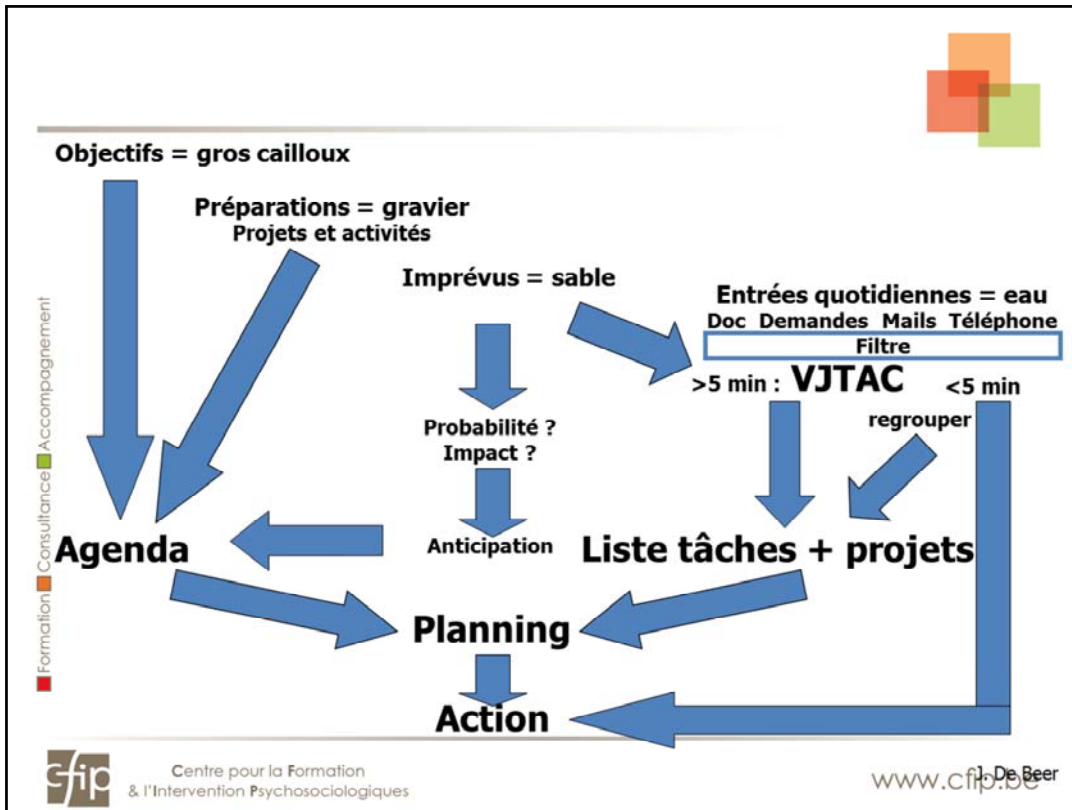 Objectifs = gros cailloux
Préparations = gravier
Projets et activités
Imprévus = sable
Entrées quotidiennes = eau
Doc Demandes Mails Téléphone
Filtre
>5 min : VJTAC <5 min
regrouper
Probabilité ?
Impact ?
Agenda
Anticipation
Liste tâches + projets
Planning
Action
Formation Consultance Accompagnement
cfip
Centre pour la Formation
& l'Intervention Psychosociologiques
www.cfip.be
J. De Beer